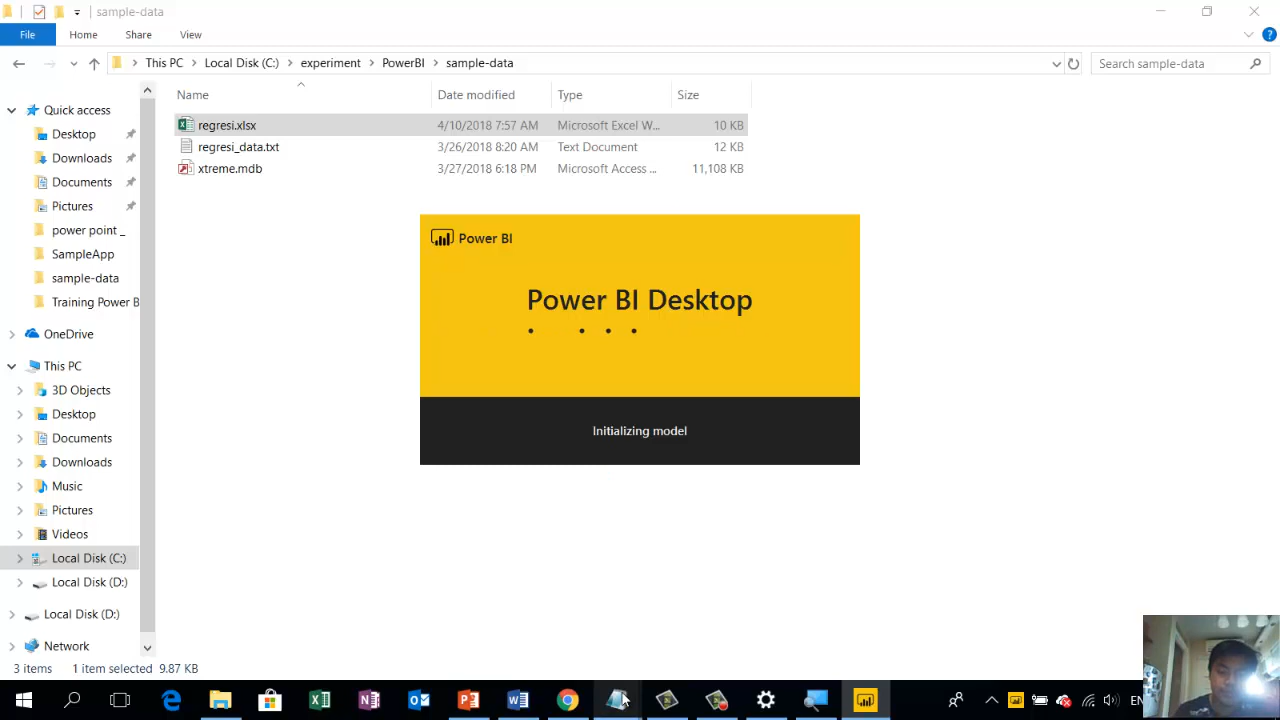 sample-data
File Home Share View
This PC Local Disk (C:) experiment PowerBI sample-data Search sample-data
Name Date modified Type Size
regresi.xlsx 4/10/2018 7:57 AM Microsoft Excel W... 10 KB
regresi_data.txt 3/26/2018 8:20 AM Text Document 12 KB
xtreme.mdb 3/27/2018 6:18 PM Microsoft Access ... 11,108 KB
Quick access
Desktop
Downloads
Documents
Pictures
power point _
SampleApp
sample-data
Training Power B
OneDrive
This PC
3D Objects
Desktop
Documents
Downloads
Music
Pictures
Videos
Local Disk (C:)
Local Disk (D:)
Local Disk (D:)
Network
Power BI
Power BI Desktop
Initializing model
3 items 1 item selected 9.87 KB
EN